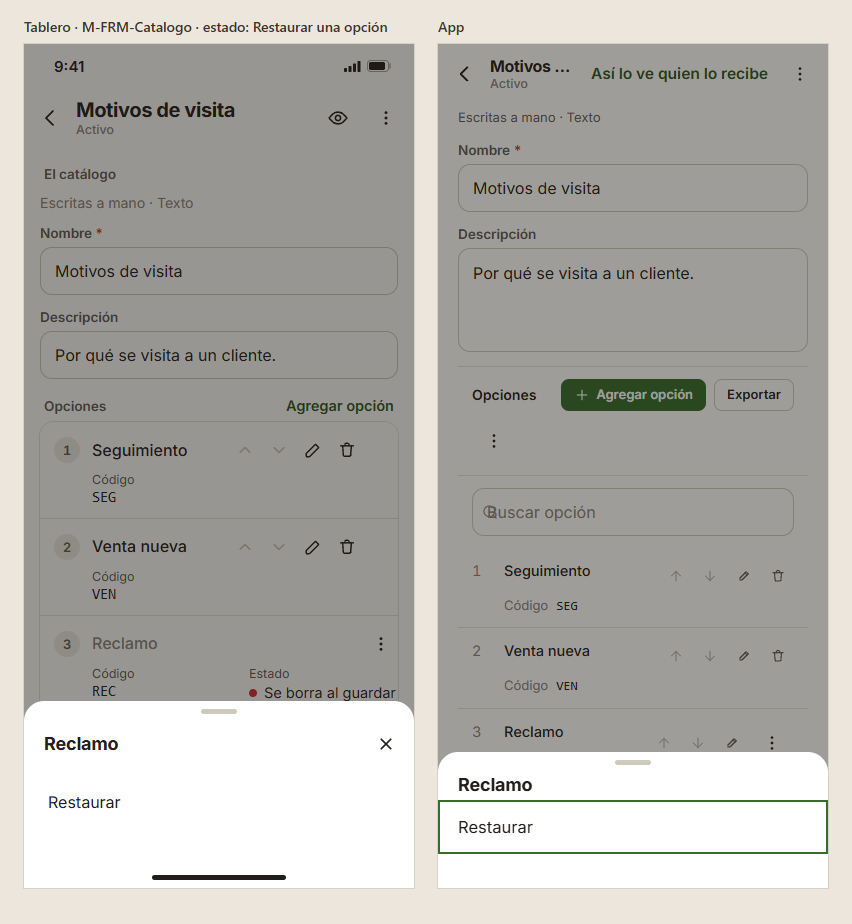 Tablero · M-FRM-Catalogo · estado: Restaurar una opción
9:41
Motivos de visita
Activo
El catálogo
Escritas a mano · Texto
Nombre *
Motivos de visita
Descripción
Por qué se visita a un cliente.
Opciones
Agregar opción
1
Seguimiento
Código
SEG
2
Venta nueva
Código
VEN
3
Reclamo
Código
REC
Estado
Se borra al guardar
Reclamo
Restaurar
App
Motivos ...
Activo
Así lo ve quien lo recibe
Escritas a mano · Texto
Nombre *
Motivos de visita
Descripción
Por qué se visita a un cliente.
Opciones
Agregar opción
Exportar
Buscar opción
1
Seguimiento
Código SEG
2
Venta nueva
Código VEN
3
Reclamo
Reclamo
Restaurar